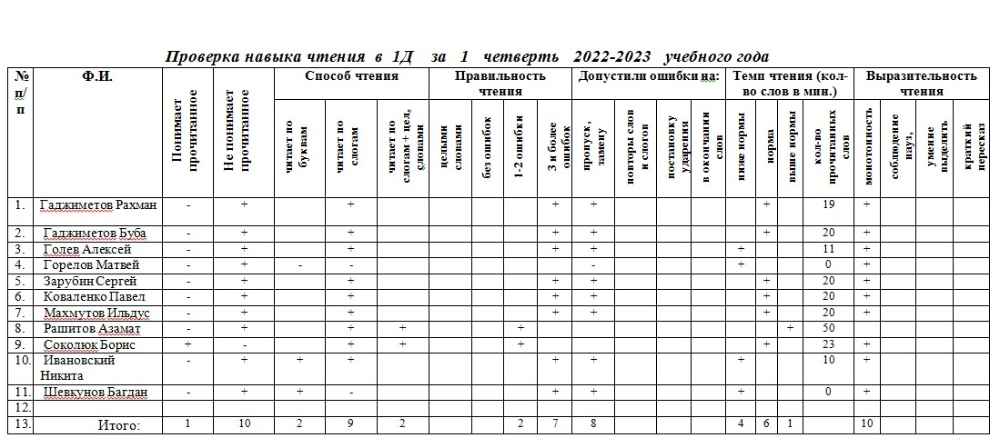 Проверка навыка чтения в 1Д за 1 четверть 2022-2023 учебного года
№ п/п Ф.И. Понимает прочитанное Не понимает прочитанное Способ чтения Правильность чтения Допустили ошибки на: Темп чтения (кол-во слов в мин.) Выразительность чтения
читает по буквам читает по слогам читает по слогам + цел, словами целыми словами без ошибок 1-2 ошибки 3 и более ошибок пропуск, замену повторы слов и слогов постановку ударения в окончании слов ниже нормы норма выше нормы кол-во прочитанных слов монотонность соблюдение пауз, умение выделить краткий пересказ
1. Гаджиметов Рахман - + + + + + 19 +
2. Гаджиметов Буба - + + + + + 20 +
3. Голев Алексей - + + + + + 11 +
4. Горелов Матвей - + - - - + 0 +
5. Зарубин Сергей - + + + + + 20 +
6. Коваленко Павел - + + + + + 20 +
7. Махмутов Ильдус - + + + + + 20 +
8. Рашитов Азамат - + + + + + 50
9. Соколюк Борис + - + + + + 23 +
10. Ивановский - + + + + + + 10 +
Никита
11. Шевкунов Багдан - + + - + + + 0 +
12.
13. Итого: 1 10 2 9 2 2 7 8 4 6 1 10